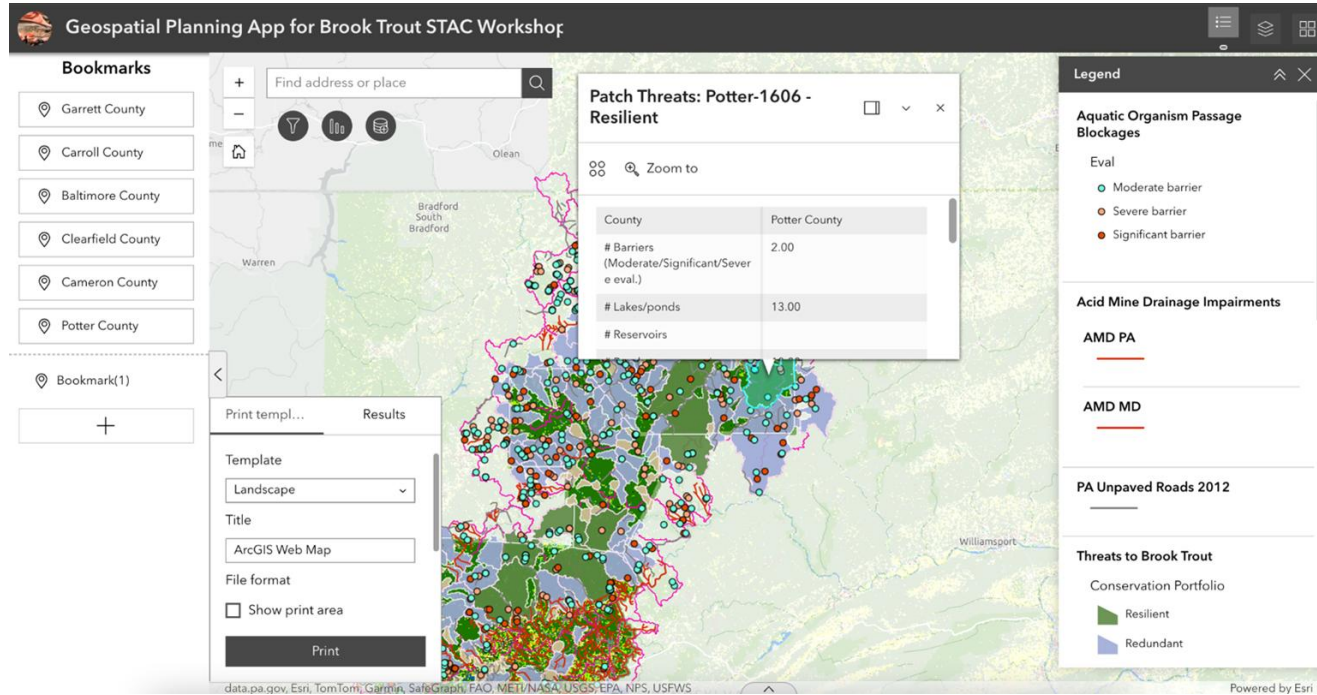 Geospatial Planning App for Brook Trout STAC Workshop
Bookmarks
Garrett County
Carroll County
Baltimore County
Clearfield County
Cameron County
Potter County
Bookmark(1)
+
+
−
Find address or place
Olean
Bradford
South
Bradford
Warren
Williamsport
Patch Threats: Potter-1606 -
Resilient
Zoom to
County Potter County
# Barriers 2.00
(Moderate/Significant/Sever
e eval.)
# Lakes/ponds 13.00
# Reservoirs
Print templ... Results
Template
Landscape
Title
ArcGIS Web Map
File format
Show print area
Print
Legend
Aquatic Organism Passage
Blockages
Eval
Moderate barrier
Severe barrier
Significant barrier
Acid Mine Drainage Impairments
AMD PA
AMD MD
PA Unpaved Roads 2012
Threats to Brook Trout
Conservation Portfolio
Resilient
Redundant
data.pa.gov, Esri, TomTom, Garmin, SafeGraph, FAO, METI/NASA, USGS, EPA, NPS, USFWS
Powered by Esri